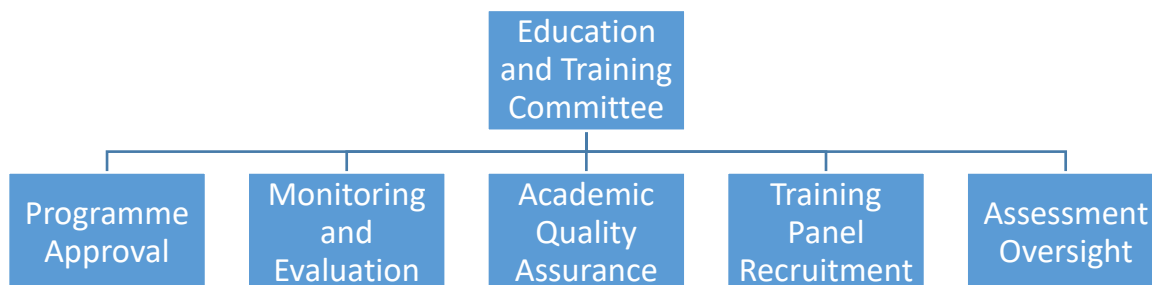 Education
and Training
Committee
Programme
Approval
Monitoring
and
Evaluation
Academic
Quality
Assurance
Training
Panel
Recruitment
Assessment
Oversight